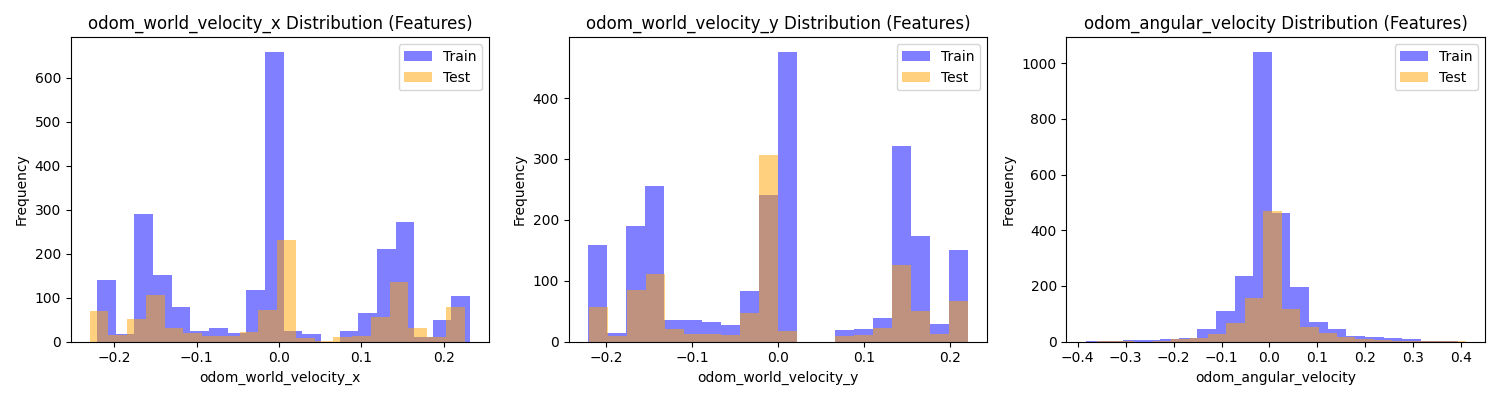 odom_world_velocity_x Distribution (Features)
Train
Test
600
500
400
300
200
100
0
−0.2
−0.1
0.0
0.1
0.2
Frequency
odom_world_velocity_x
odom_world_velocity_y Distribution (Features)
Train
Test
400
300
200
100
0
−0.2
−0.1
0.0
0.1
0.2
Frequency
odom_world_velocity_y
odom_angular_velocity Distribution (Features)
Train
Test
1000
800
600
400
200
0
−0.4
−0.3
−0.2
−0.1
0.0
0.1
0.2
0.3
0.4
Frequency
odom_angular_velocity